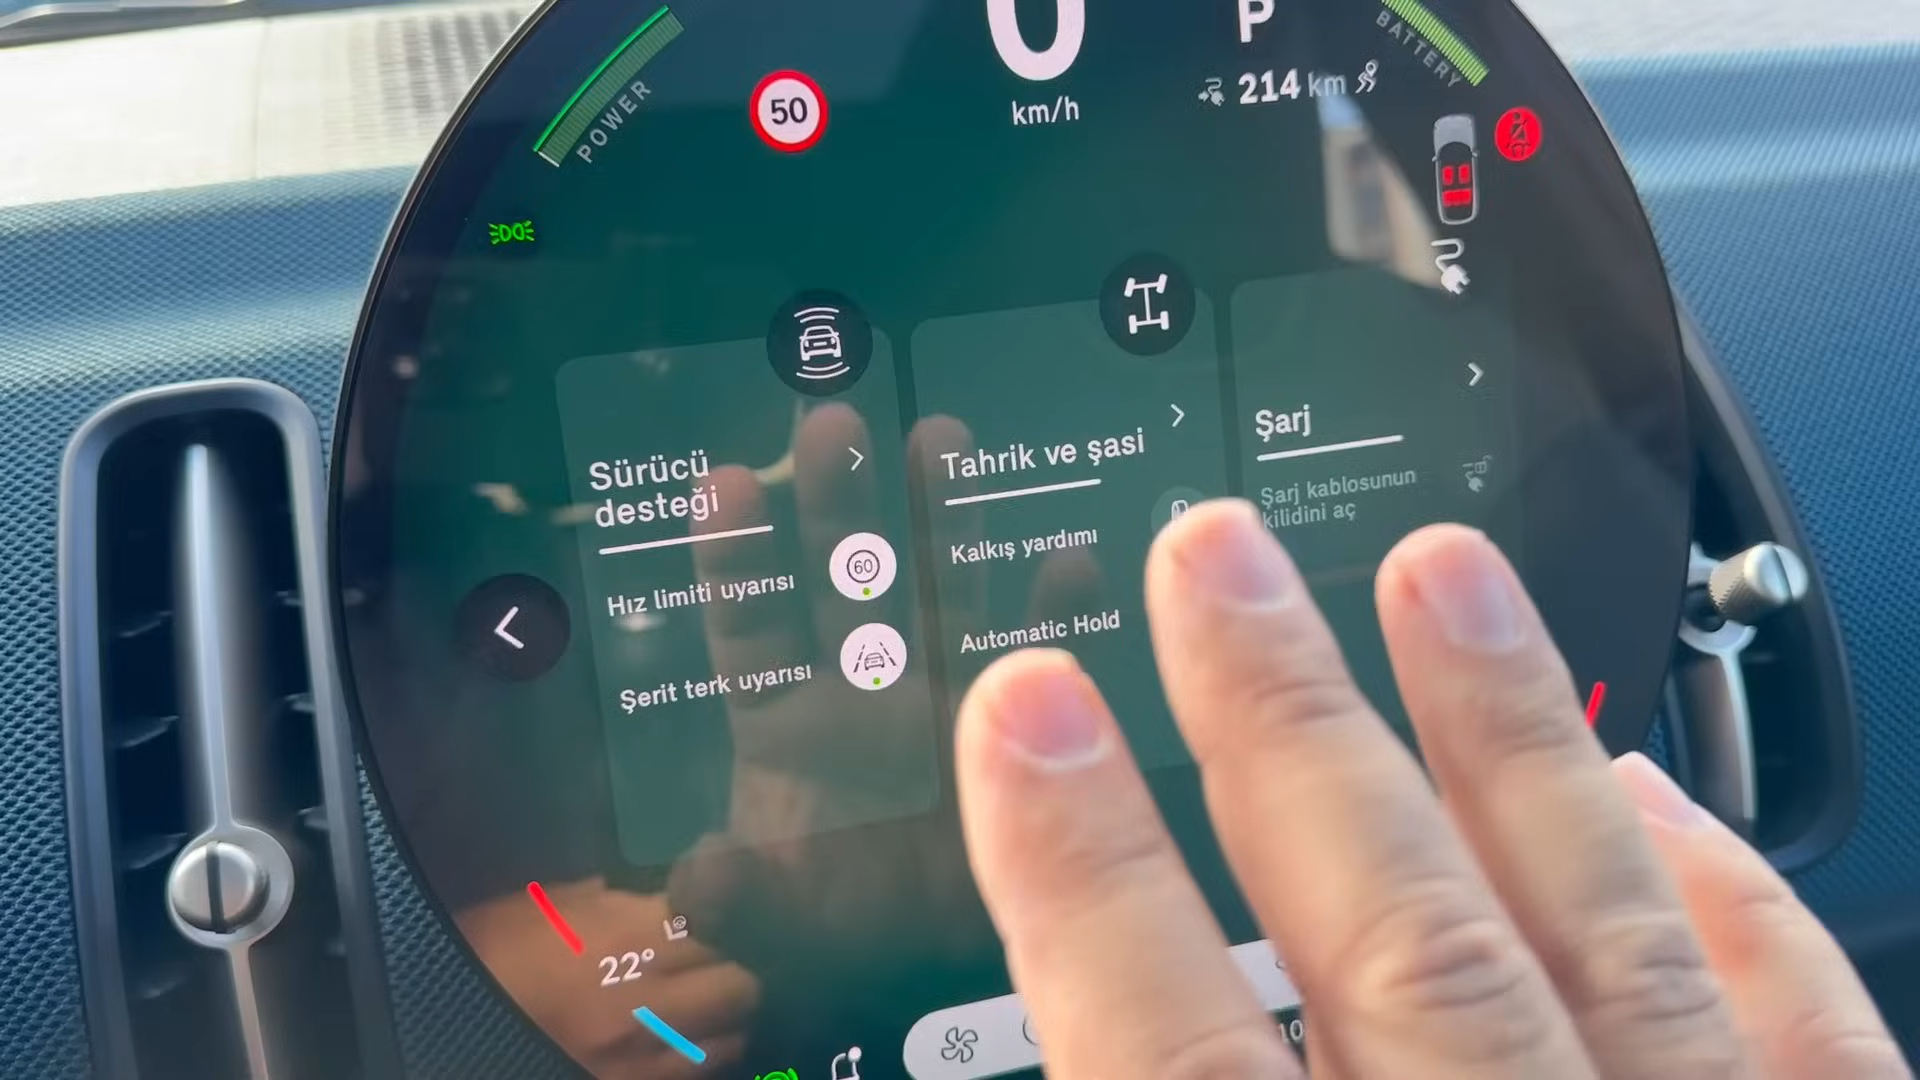 0
P
BATTERY
POWER
50
km/h
214 km
Sürücü
desteği
Tahrik ve şasi
Şarj
Şarj kablosunun
kilidini aç
Kalkış yardımı
Hız limiti uyarısı
60
Automatic Hold
Şerit terk uyarısı
22°